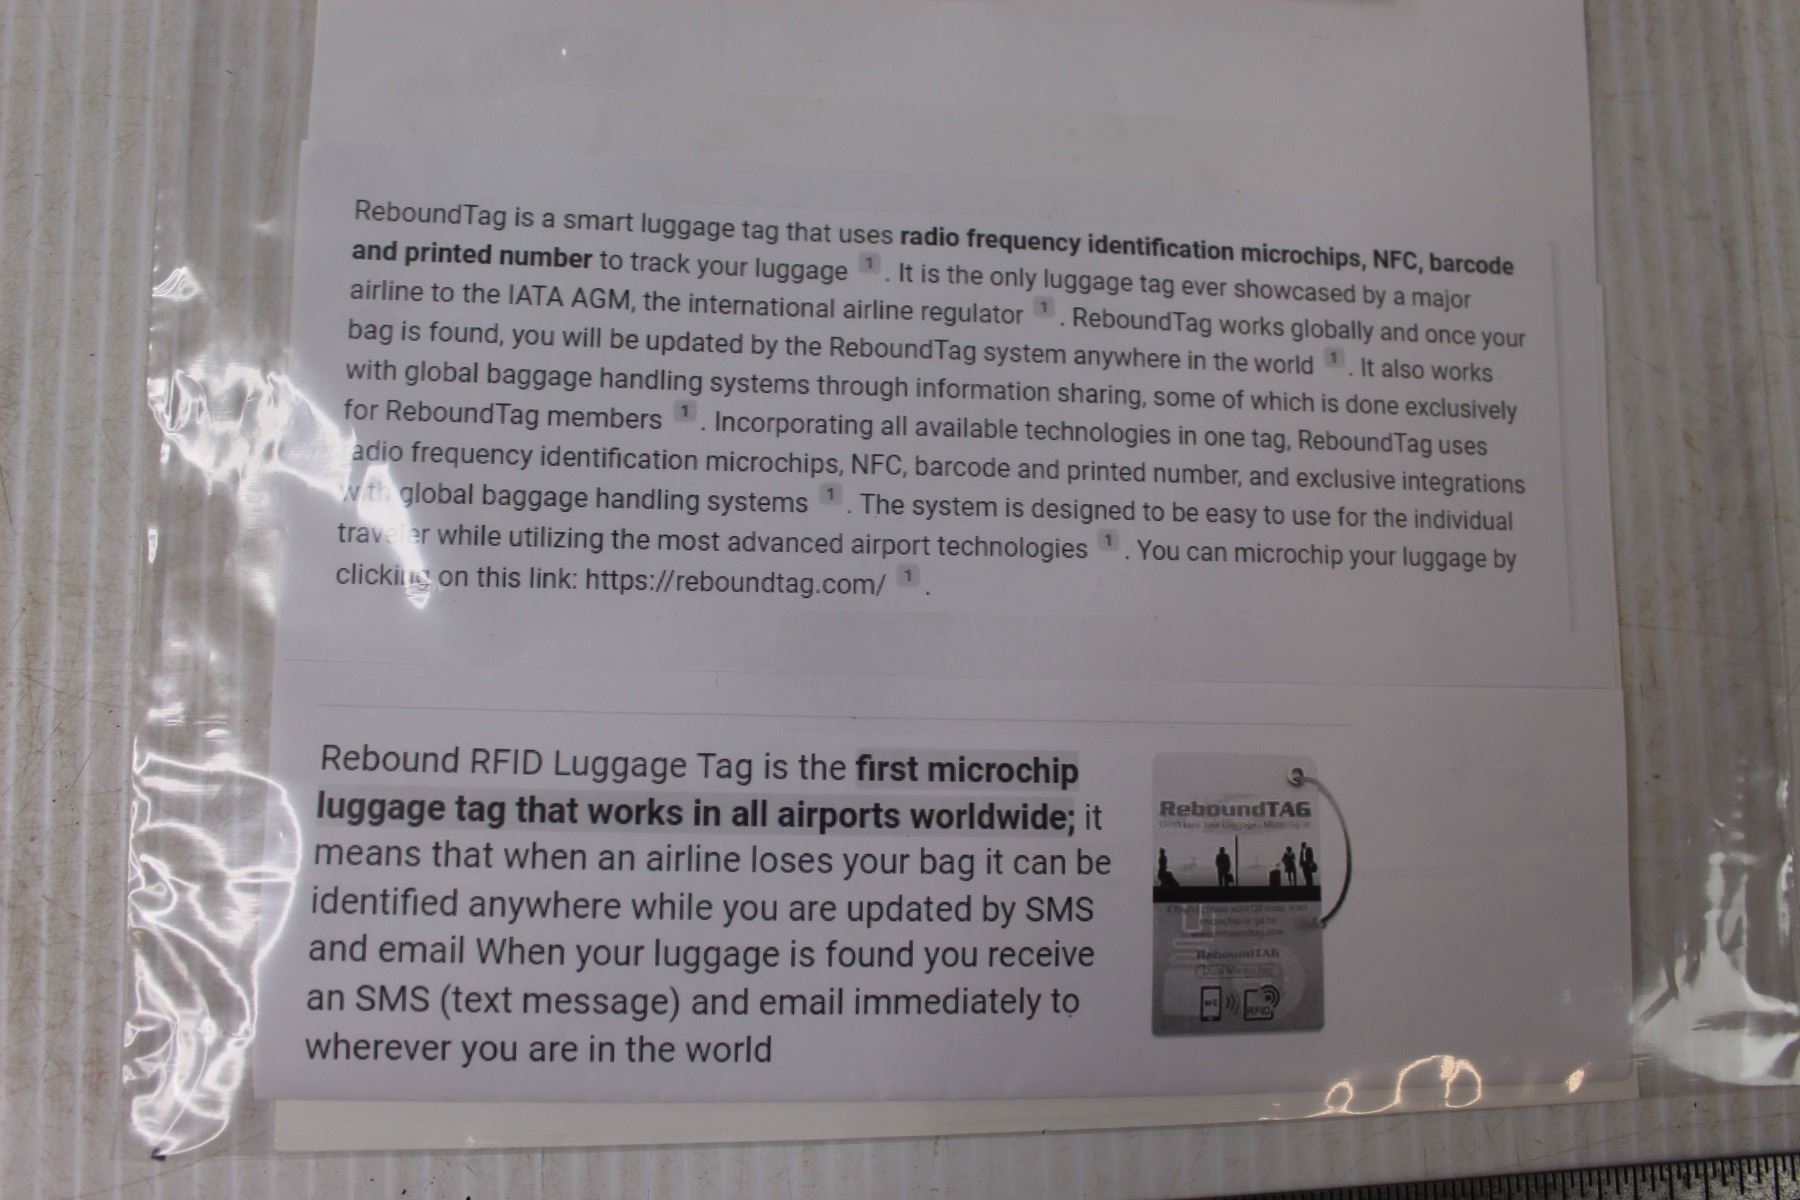 ReboundTag is a smart luggage tag that uses radio frequency identification microchips, NFC, barcode
and printed number to track your luggage 1 . It is the only luggage tag ever showcased by a major
airline to the IATA AGM, the international airline regulator 1 . ReboundTag works globally and once your
bag is found, you will be updated by the ReboundTag system anywhere in the world 1 . It also works
with global baggage handling systems through information sharing, some of which is done exclusively
for ReboundTag members 1 . Incorporating all available technologies in one tag, ReboundTag uses
radio frequency identification microchips, NFC, barcode and printed number, and exclusive integrations
with global baggage handling systems 1 . The system is designed to be easy to use for the individual
traveler while utilizing the most advanced airport technologies 1 . You can microchip your luggage by
clicking on this link: https://reboundtag.com/ 1 .
Rebound RFID Luggage Tag is the first microchip
luggage tag that works in all airports worldwide; it
means that when an airline loses your bag it can be
identified anywhere while you are updated by SMS
and email When your luggage is found you receive
an SMS (text message) and email immediately to
wherever you are in the world
ReboundTAG
www.reboundtag.com
ReboundTAG
Dual Microchip
NFC
RFID